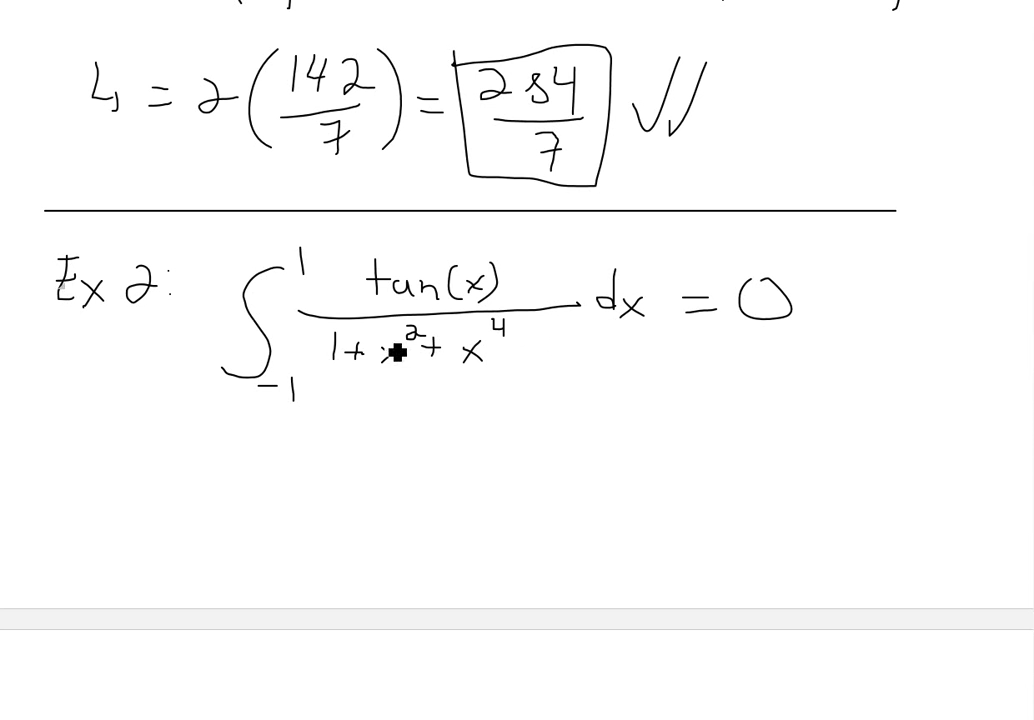 ↳ = 2(142/7) = 284/7 ✓✓
Ex 2: ∫_{-1}^{1} tan(x)/(1+x²+x⁴) dx = 0